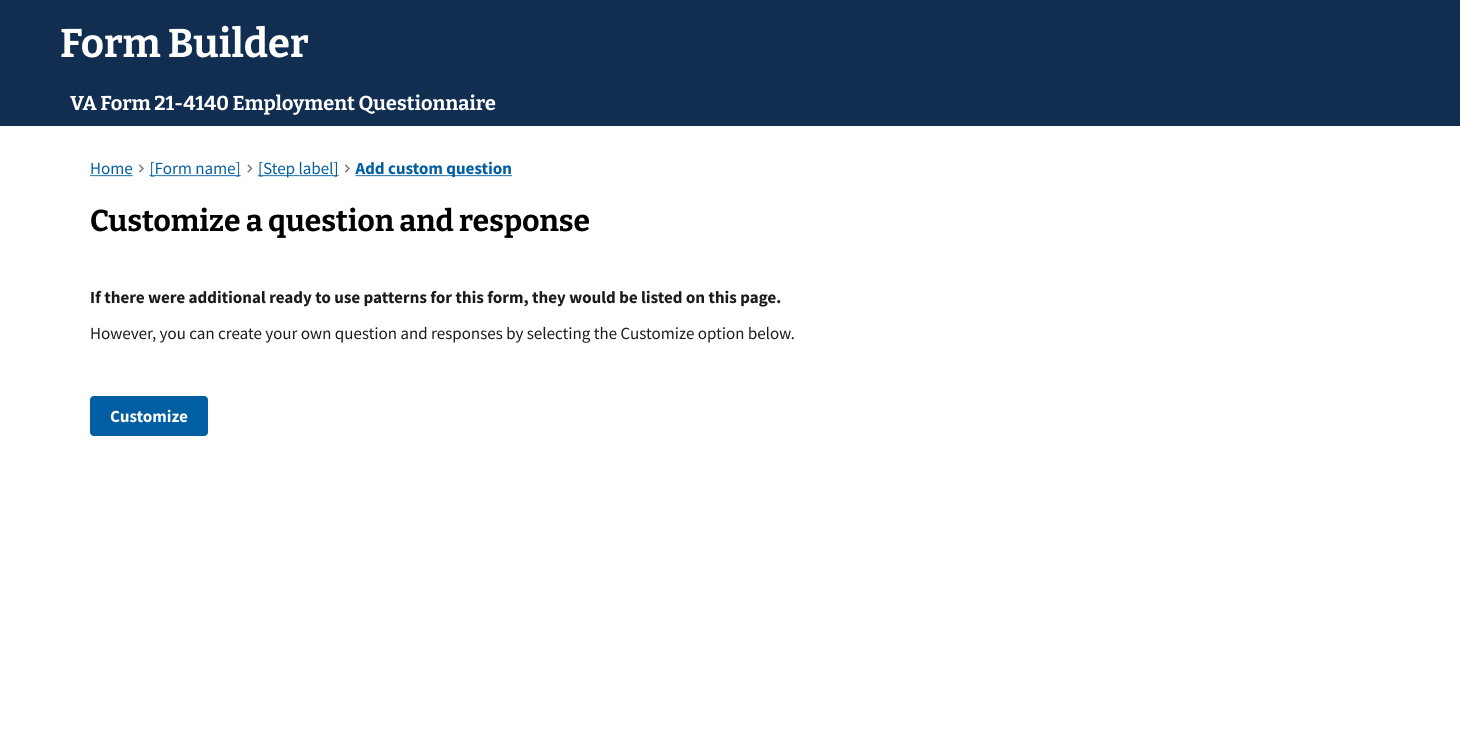 Form Builder
VA Form 21-4140 Employment Questionnaire
Home > [Form name] > [Step label] > Add custom question
Customize a question and response
If there were additional ready to use patterns for this form, they would be listed on this page.
However, you can create your own question and responses by selecting the Customize option below.
Customize